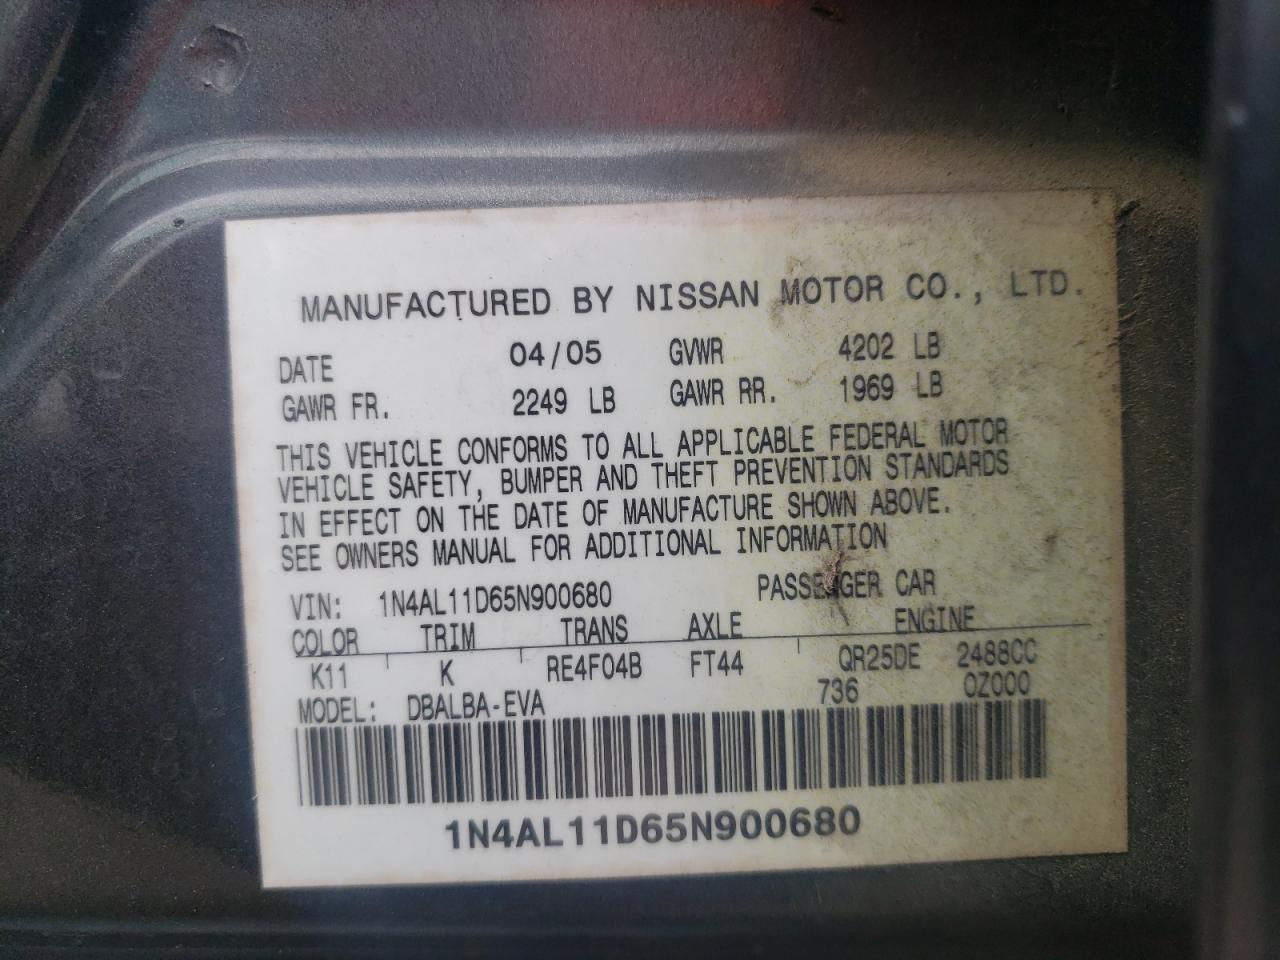 MANUFACTURED BY NISSAN MOTOR CO., LTD.
DATE 04/05 GVWR 4202 LB
GAWR FR. 2249 LB GAWR RR. 1969 LB
THIS VEHICLE CONFORMS TO ALL APPLICABLE FEDERAL MOTOR
VEHICLE SAFETY, BUMPER AND THEFT PREVENTION STANDARDS
IN EFFECT ON THE DATE OF MANUFACTURE SHOWN ABOVE.
SEE OWNERS MANUAL FOR ADDITIONAL INFORMATION
VIN: 1N4AL11D65N900680 PASSENGER CAR
COLOR TRIM TRANS AXLE ENGINE
K11 K RE4F04B FT44 QR25DE 2488CC
MODEL: DBALBA-EVA 736 0Z000
1N4AL11D65N900680